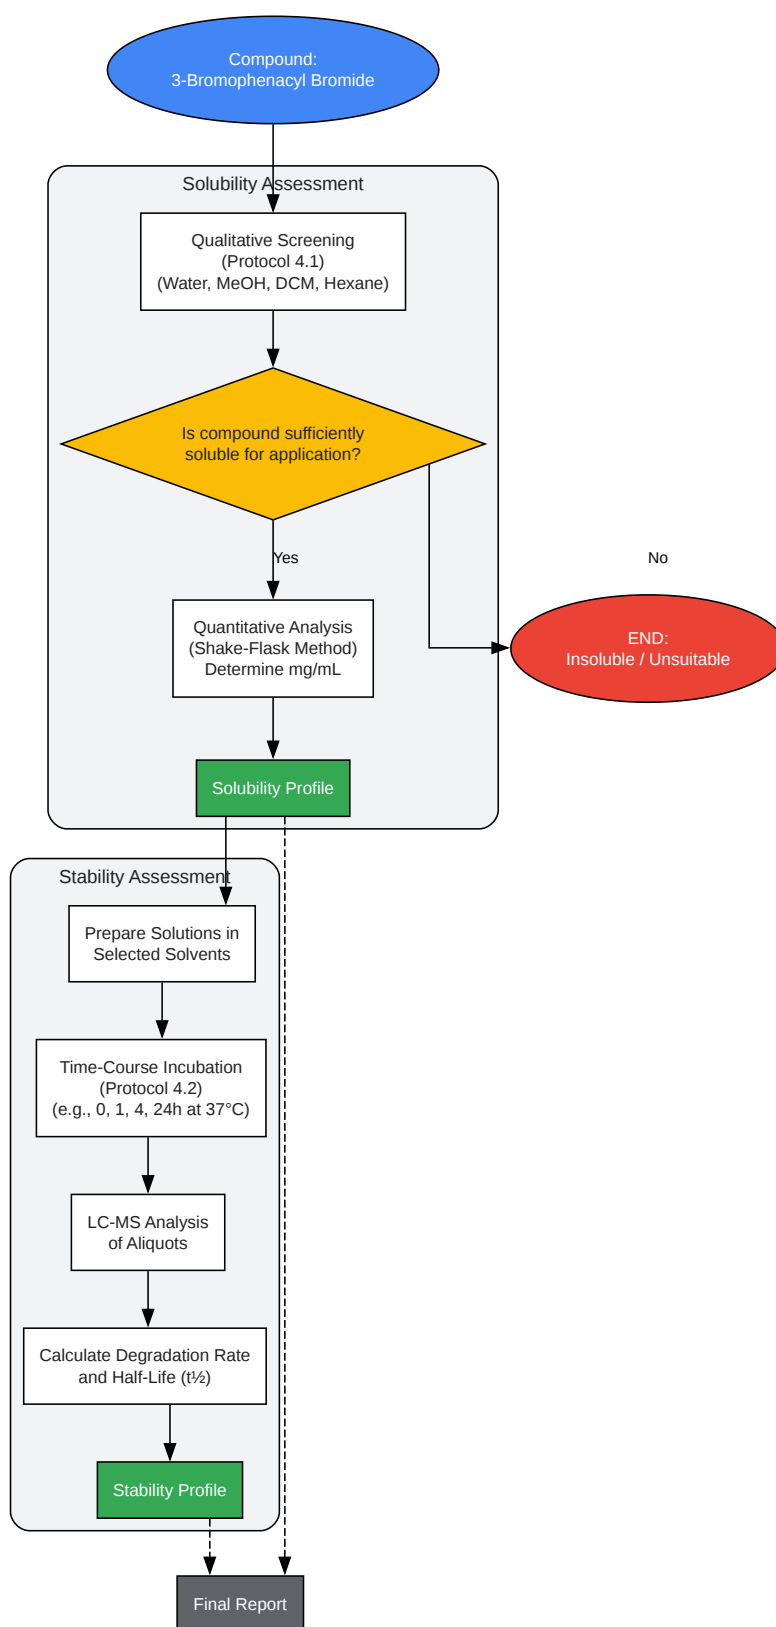 Compound:
3-Bromophenacyl Bromide
Solubility Assessment
Qualitative Screening
(Protocol 4.1)
(Water, MeOH, DCM, Hexane)
Is compound sufficiently
soluble for application?
Yes
No
Quantitative Analysis
(Shake-Flask Method)
Determine mg/mL
END:
Insoluble / Unsuitable
Solubility Profile
Stability Assessment
Prepare Solutions in
Selected Solvents
Time-Course Incubation
(Protocol 4.2)
(e.g., 0, 1, 4, 24h at 37°C)
LC-MS Analysis
of Aliquots
Calculate Degradation Rate
and Half-Life (t½)
Stability Profile
Final Report